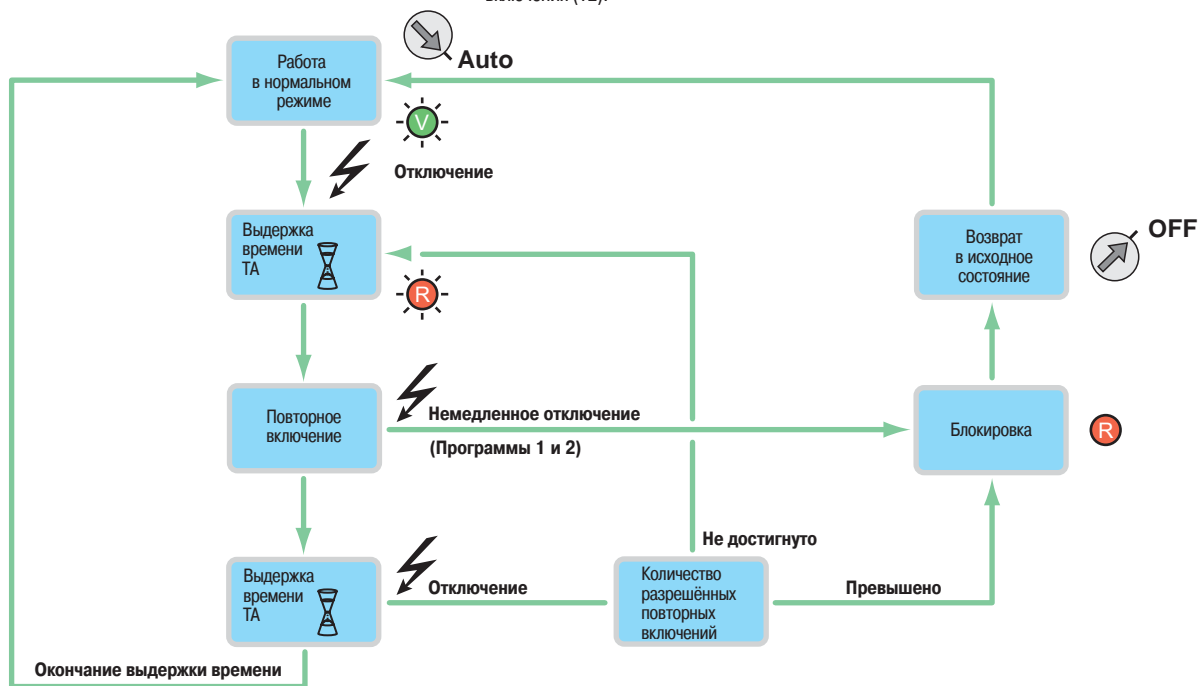 Auto
Работа
в нормальном
режиме
V
Отключение
Выдержка
времени
TA
R
Возврат
в исходное
состояние
OFF
Повторное
включение
Немедленное отключение
(Программы 1 и 2)
Блокировка
R
Не достигнуто
Выдержка
времени
TA
Отключение
Количество
разрешённых
повторных
включений
Превышено
Окончание выдержки времени